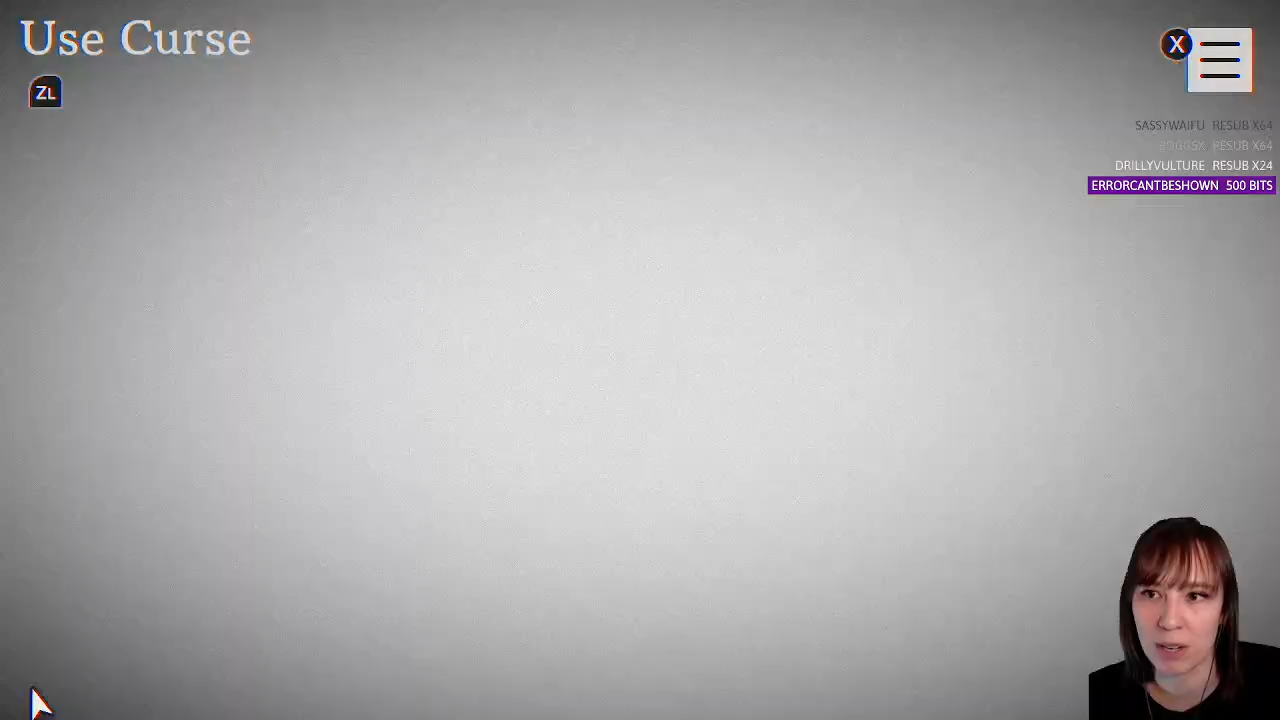 Use Curse
ZL
X
SASSYWAIFU RESUB X64
RESUB X64
DRILLYVULTURE RESUB X24
ERRORCANTBESHOWN 500 BITS